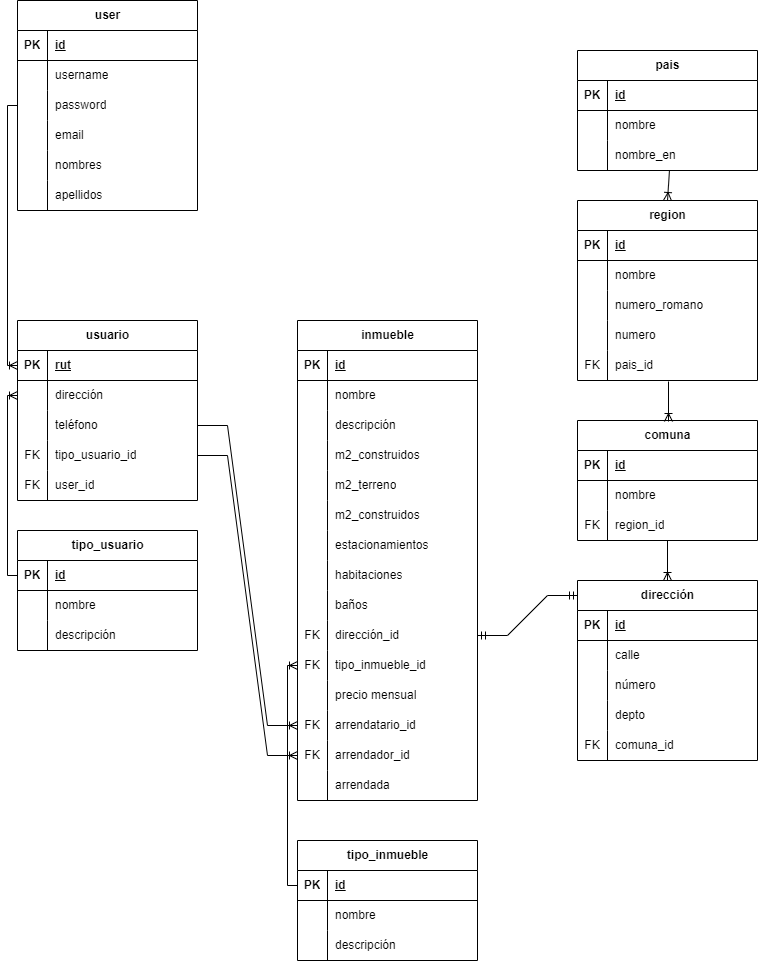 user
PK id
username
password
email
nombres
apellidos
usuario
PK rut
dirección
teléfono
FK tipo_usuario_id
FK user_id
tipo_usuario
PK id
nombre
descripción
inmueble
PK id
nombre
descripción
m2_construidos
m2_terreno
m2_construidos
estacionamientos
habitaciones
baños
FK dirección_id
FK tipo_inmueble_id
precio mensual
FK arrendatario_id
FK arrendador_id
arrendada
tipo_inmueble
PK id
nombre
descripción
pais
PK id
nombre
nombre_en
region
PK id
nombre
numero_romano
numero
FK pais_id
comuna
PK id
nombre
FK region_id
dirección
PK id
calle
número
depto
FK comuna_id